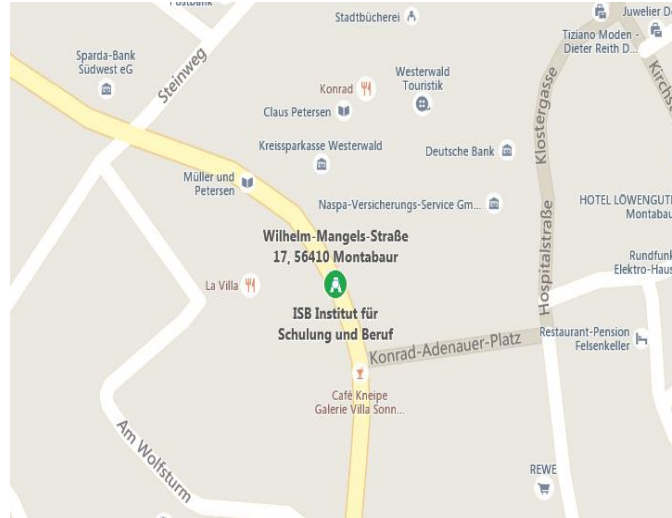 Postbank
Stadtbücherei
Juwelier D
Tiziano Moden -
Dieter Reith D...
Sparda-Bank
Südwest eG
Steinweg
Konrad
Westerwald
Touristik
Claus Petersen
Klostergasse
Kirchst
Kreissparkasse Westerwald
Deutsche Bank
Müller und
Petersen
Naspa-Versicherungs-Service Gm...
HOTEL LÖWENGUT
Montabau
Wilhelm-Mangels-Straße
17, 56410 Montabaur
Hospitalstraße
Rundfunk
Elektro-Haus
La Villa
ISB Institut für
Schulung und Beruf
Konrad-Adenauer-Platz
Restaurant-Pension
Felsenkeller
Café Kneipe
Galerie Villa Sonn...
Am Wolfsturm
REWE